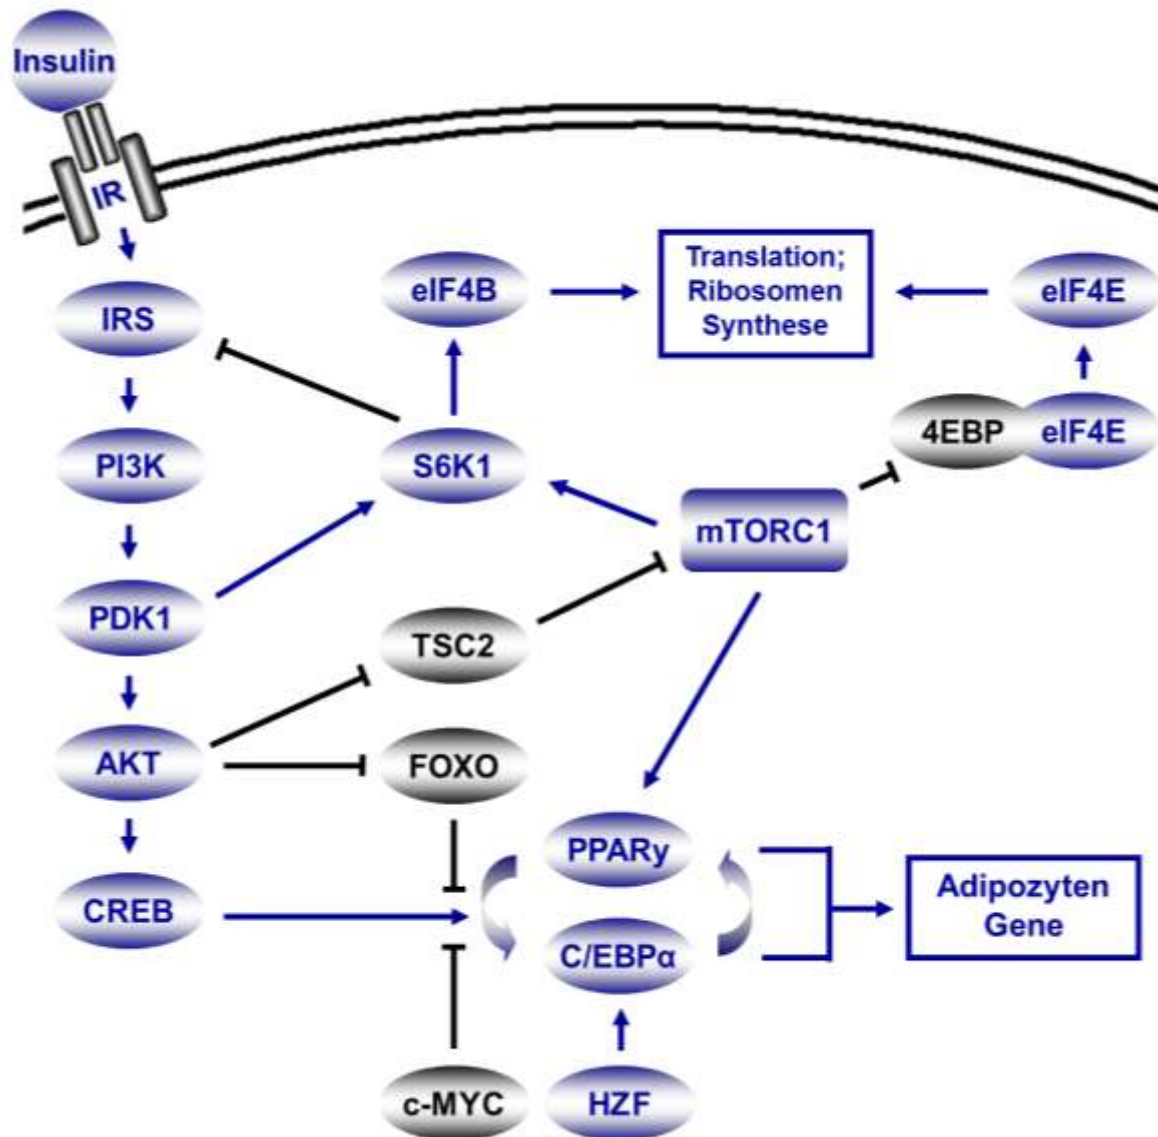 Insulin
IR
IRS
eIF4B
Translation;
Ribosomen
Synthese
eIF4E
PI3K
S6K1
4EBP
eIF4E
mTORC1
PDK1
TSC2
AKT
FOXO
PPARy
CREB
C/EBPα
Adipozyten
Gene
c-MYC
HZF